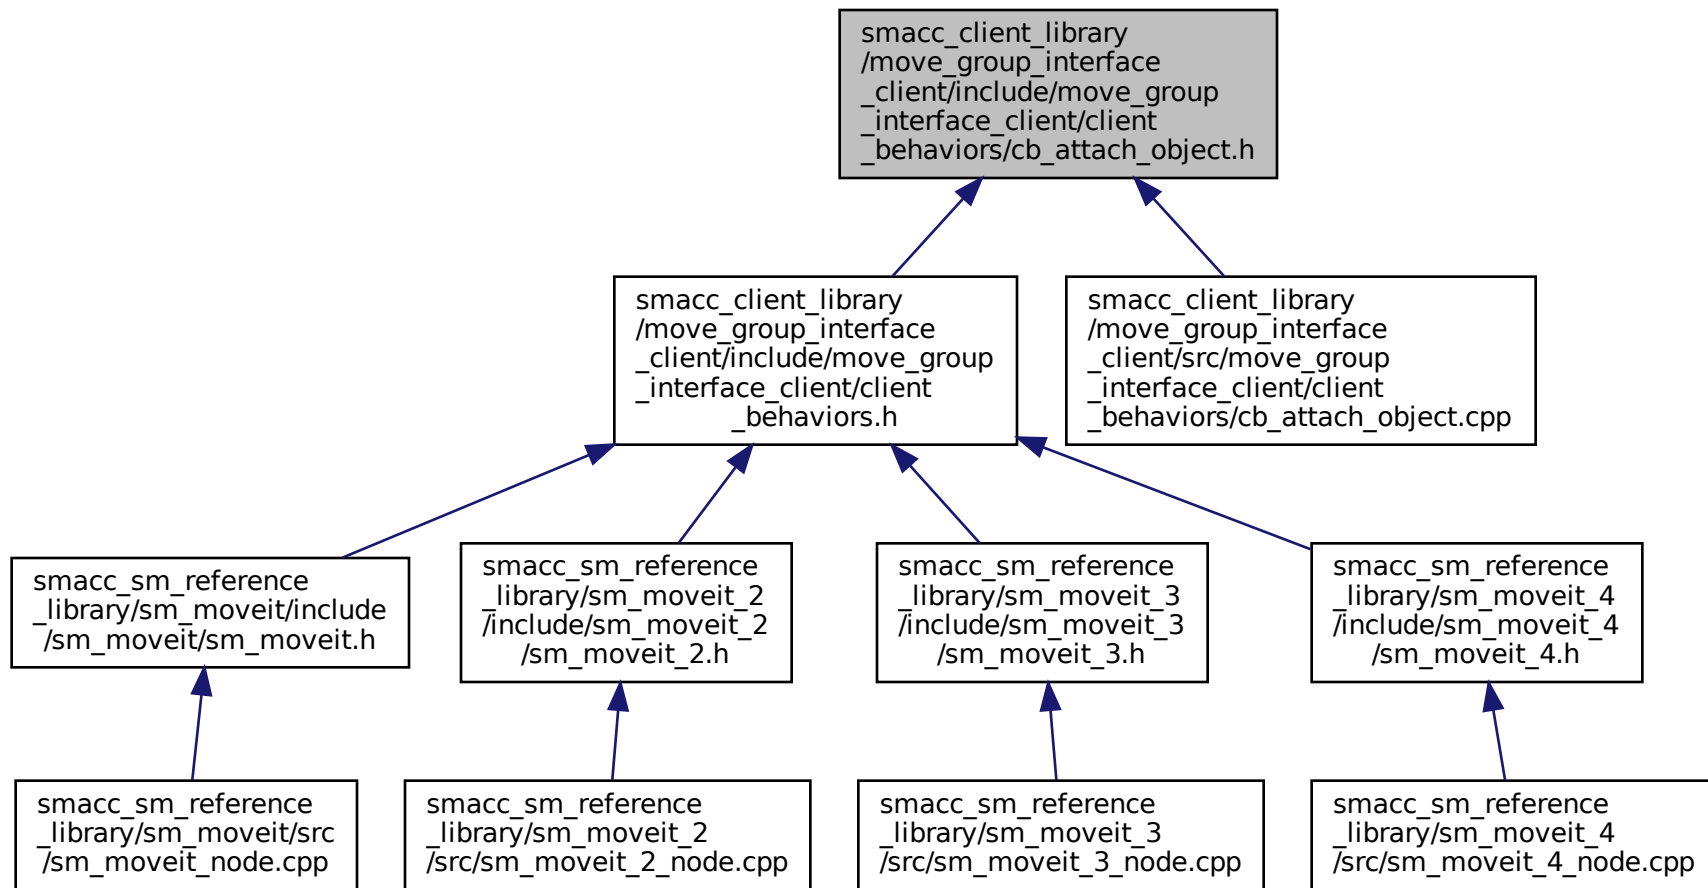 smacc_client_library
/move_group_interface
_client/include/move_group
_interface_client/client
_behaviors/cb_attach_object.h
smacc_client_library
/move_group_interface
_client/include/move_group
_interface_client/client
_behaviors.h
smacc_client_library
/move_group_interface
_client/src/move_group
_interface_client/client
_behaviors/cb_attach_object.cpp
smacc_sm_reference
_library/sm_moveit/include
/sm_moveit/sm_moveit.h
smacc_sm_reference
_library/sm_moveit_2
/include/sm_moveit_2
/sm_moveit_2.h
smacc_sm_reference
_library/sm_moveit_3
/include/sm_moveit_3
/sm_moveit_3.h
smacc_sm_reference
_library/sm_moveit_4
/include/sm_moveit_4
/sm_moveit_4.h
smacc_sm_reference
_library/sm_moveit/src
/sm_moveit_node.cpp
smacc_sm_reference
_library/sm_moveit_2
/src/sm_moveit_2_node.cpp
smacc_sm_reference
_library/sm_moveit_3
/src/sm_moveit_3_node.cpp
smacc_sm_reference
_library/sm_moveit_4
/src/sm_moveit_4_node.cpp